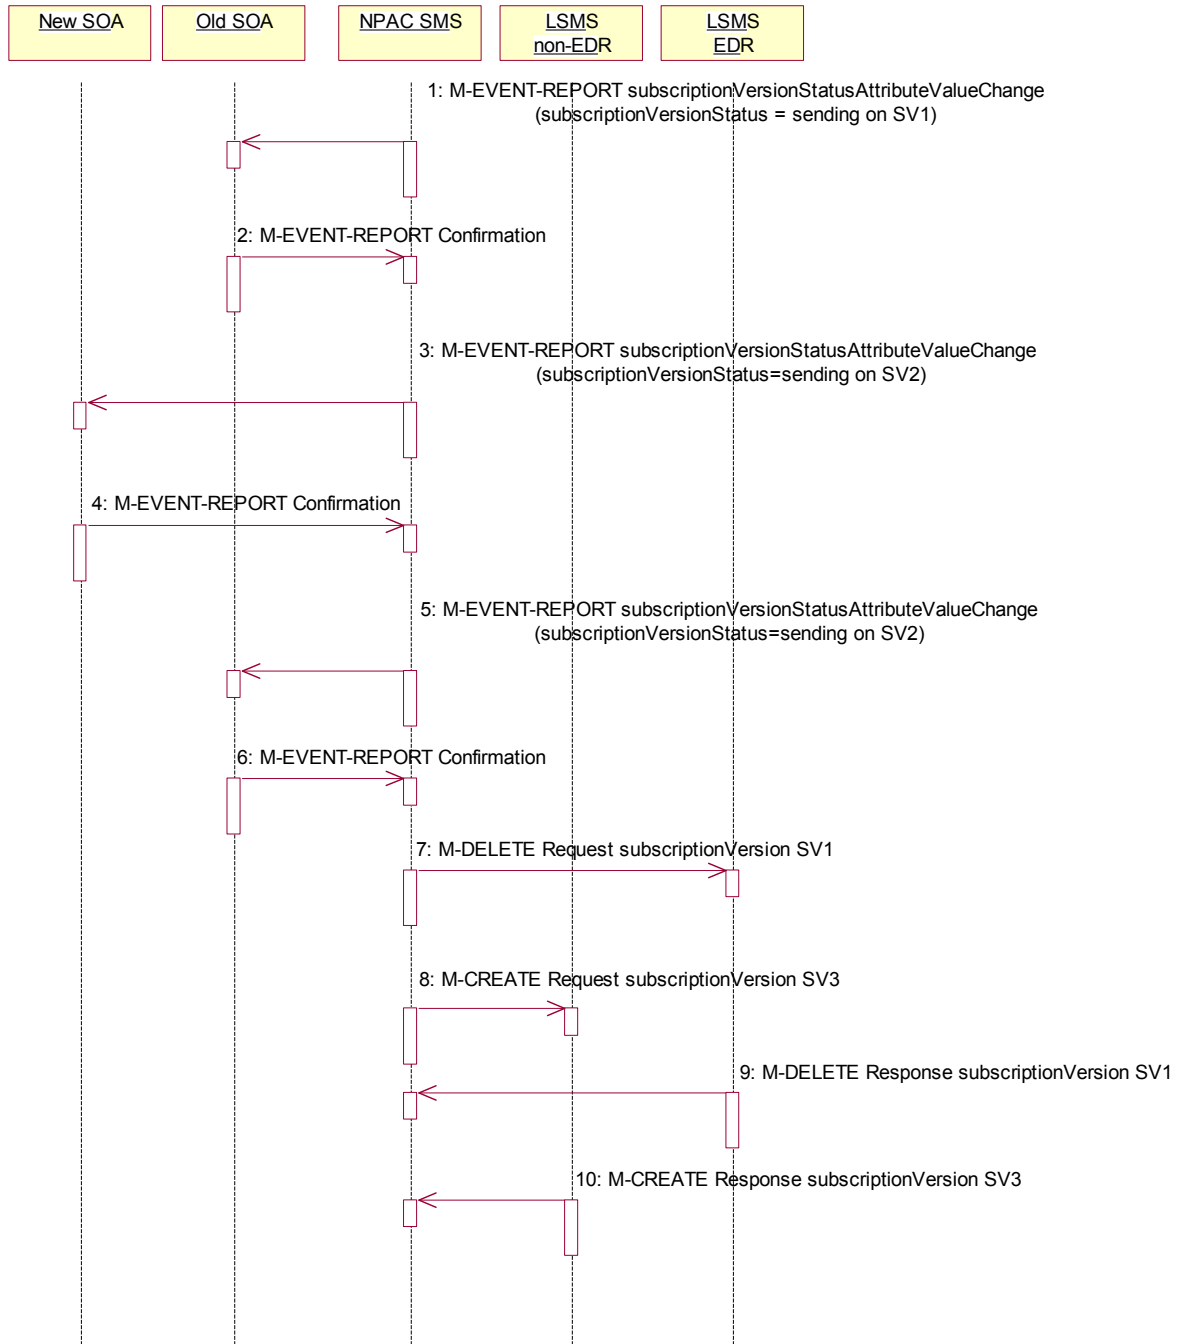 New SOA
Old SOA
NPAC SMS
LSMS
non-EDR
LSMS
EDR
1: M-EVENT-REPORT subscriptionVersionStatusAttributeValueChange
(subscriptionVersionStatus = sending on SV1)
2: M-EVENT-REPORT Confirmation
3: M-EVENT-REPORT subscriptionVersionStatusAttributeValueChange
(subscriptionVersionStatus=sending on SV2)
4: M-EVENT-REPORT Confirmation
5: M-EVENT-REPORT subscriptionVersionStatusAttributeValueChange
(subscriptionVersionStatus=sending on SV2)
6: M-EVENT-REPORT Confirmation
7: M-DELETE Request subscriptionVersion SV1
8: M-CREATE Request subscriptionVersion SV3
9: M-DELETE Response subscriptionVersion SV1
10: M-CREATE Response subscriptionVersion SV3